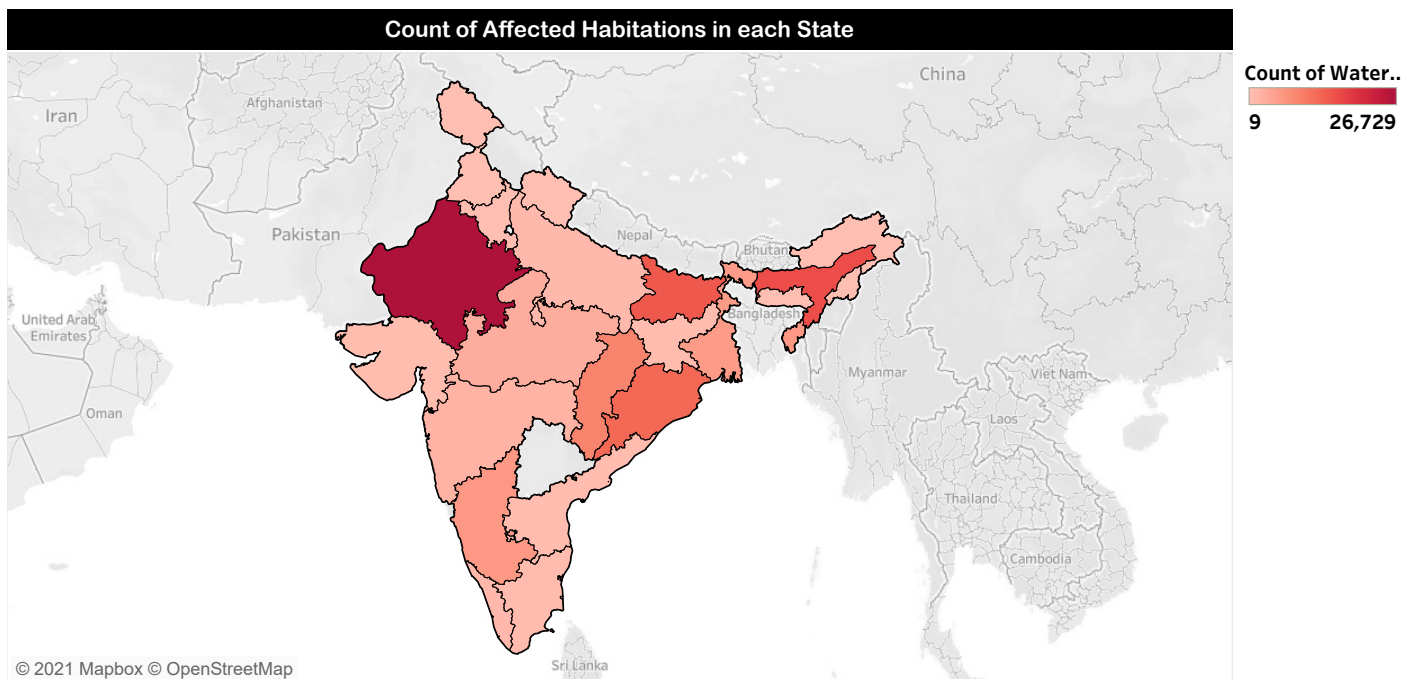 Count of Affected Habitations in each State
Count of Water..
9 26,729
China
Afghanistan
Iran
Pakistan
Nepal
Bhutan
United Arab
Emirates
Bangladesh
Myanmar
Viet Nam
Oman
Laos
Thailand
Cambodia
Sri Lanka
© 2021 Mapbox © OpenStreetMap